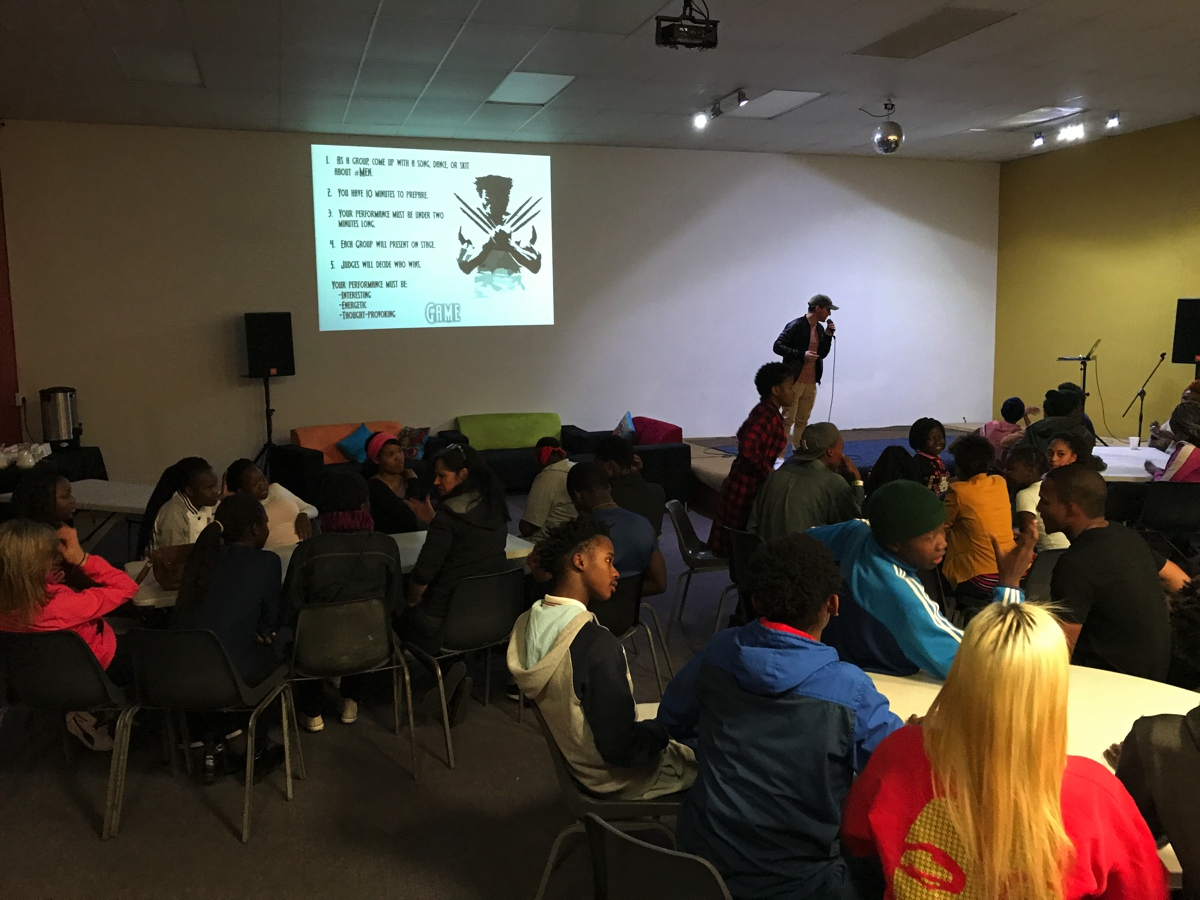 1. As a group, come up with a song, dance, or skit
about #Men.
2. You have 10 minutes to prepare.
3. Your performance must be under two
minutes long.
4. Each Group will present on stage.
5. Judges will decide who wins.
Your performance must be:
-Interesting
-Energetic
-Thought-provoking
Game